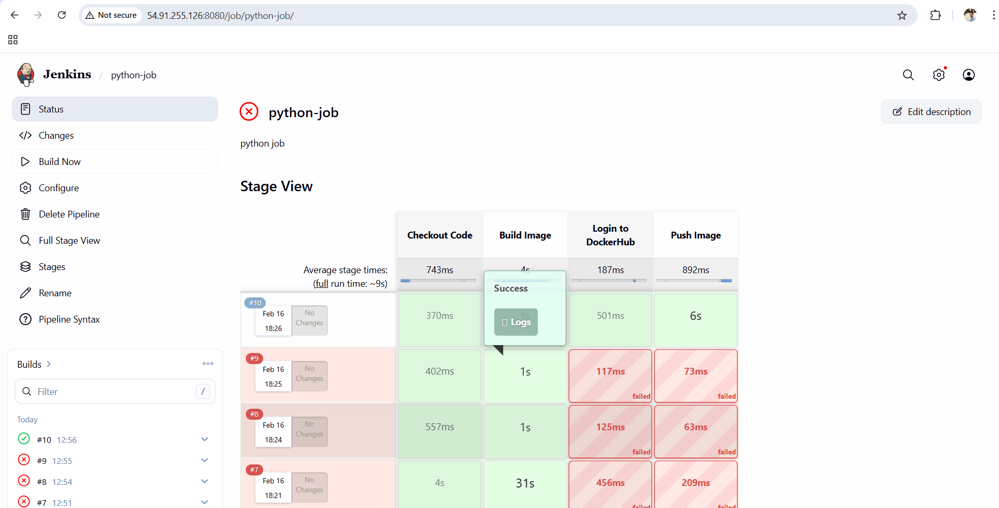 Not secure 54.91.255.126:8080/job/python-job/
Jenkins / python-job
Status
Changes
Build Now
Configure
Delete Pipeline
Full Stage View
Stages
Rename
Pipeline Syntax
Builds
Filter /
Today
#10 12:56
#9 12:55
#8 12:54
#7 12:51
python-job
Edit description
python job
Stage View
Checkout Code Build Image Login to DockerHub Push Image
Average stage times:
(full run time: ~9s)
743ms 4s 187ms 892ms
Success
Logs
#10
Feb 16
18:26
No
Changes
370ms 1s 501ms 6s
#9
Feb 16
18:25
No
Changes
402ms 1s 117ms failed 73ms failed
#8
Feb 16
18:24
No
Changes
557ms 1s 125ms failed 63ms failed
#7
Feb 16
18:21
No
Changes
4s 31s 456ms failed 209ms failed